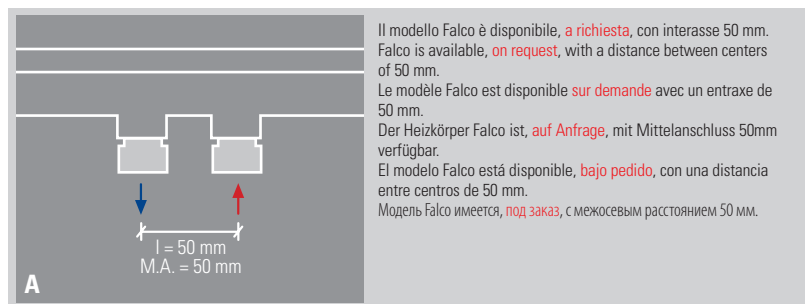 I = 50 mm
M.A. = 50 mm
A
Il modello Falco è disponibile, a richiesta, con interasse 50 mm.
Falco is available, on request, with a distance between centers
of 50 mm.
Le modèle Falco est disponible sur demande avec un entraxe de
50 mm.
Der Heizkörper Falco ist, auf Anfrage, mit Mittelanschluss 50mm
verfügbar.
El modelo Falco está disponible, bajo pedido, con una distancia
entre centros de 50 mm.
Модель Falco имеется, под заказ, с межосевым расстоянием 50 мм.